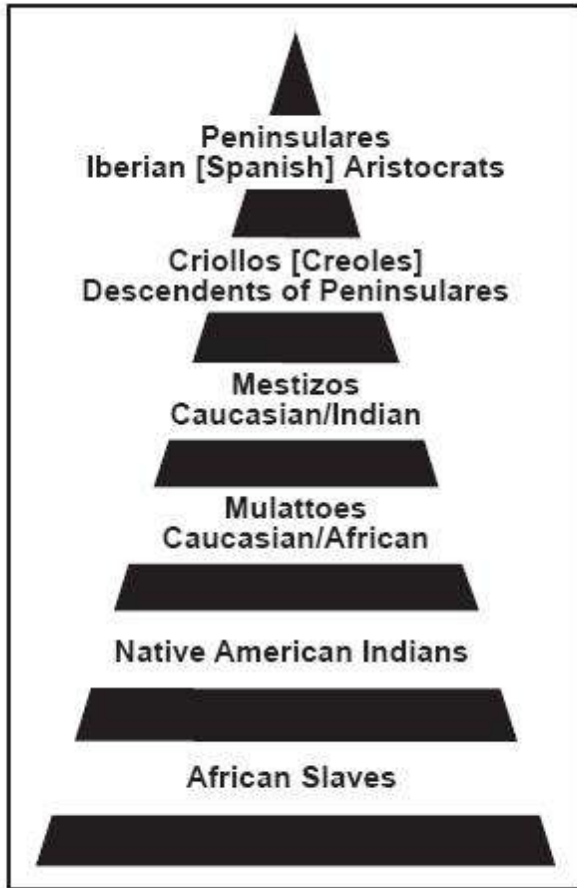 Peninsulares
Iberian [Spanish] Aristocrats
Criollos [Creoles]
Descendents of Peninsulares
Mestizos
Caucasian/Indian
Mulattoes
Caucasian/African
Native American Indians
African Slaves